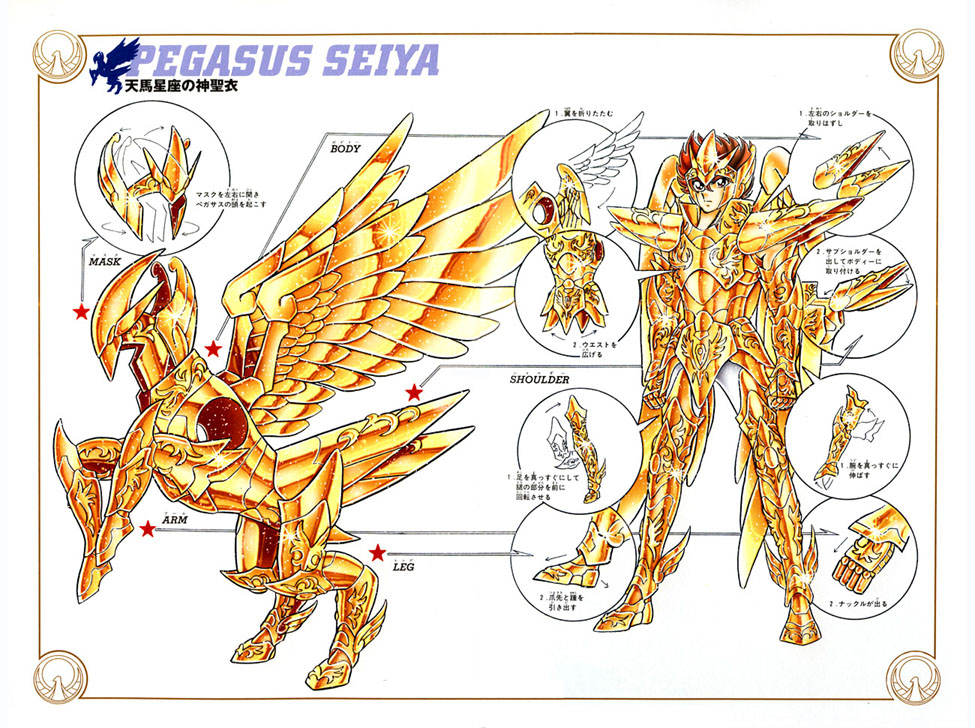 PEGASUS SEIYA
天馬星座の神聖衣
マスクを左右に開き
ペガサスの頭を起こす
MASK
BODY
1.翼を折りたたむ
2.ウエストを
広げる
1.左右のショルダーを
取りはずし
2.サブショルダーを
出してボディーに
取り付ける
SHOULDER
1.足を真っすぐにして
腿の部分を前に
回転させる
2.爪先と踵を
引き出す
1.腕を真っすぐに
伸ばす
2.ナックルが出る
ARM
LEG